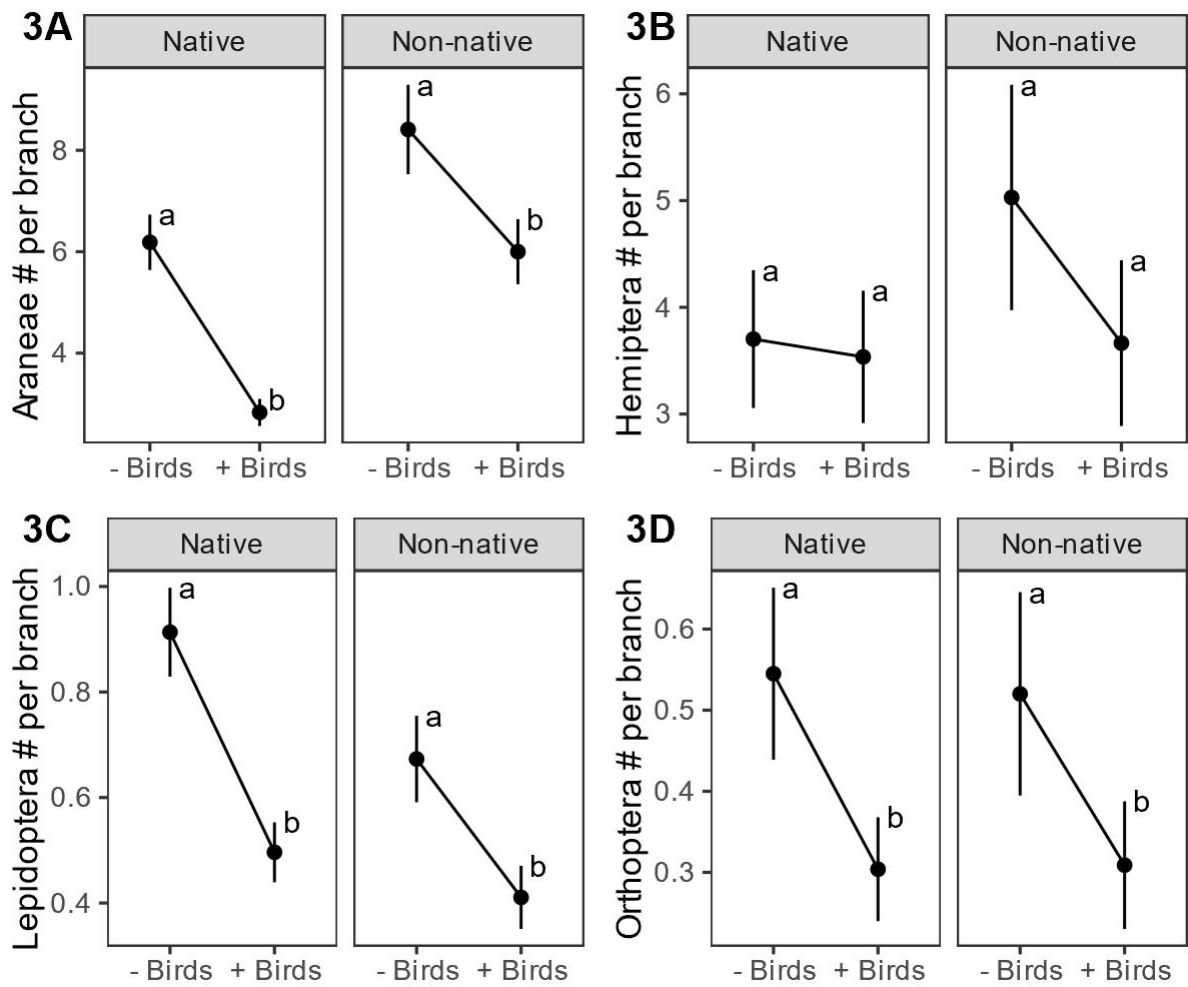 3A
Native
Non-native
Araneae # per branch
8
6
4
a
b
a
b
- Birds + Birds
- Birds + Birds
3B
Native
Non-native
Hemiptera # per branch
6
5
4
3
a
a
a
a
- Birds + Birds
- Birds + Birds
3C
Native
Non-native
Lepidoptera # per branch
1.0
0.8
0.6
0.4
a
b
a
b
- Birds + Birds
- Birds + Birds
3D
Native
Non-native
Orthoptera # per branch
0.6
0.5
0.4
0.3
a
b
a
b
- Birds + Birds
- Birds + Birds